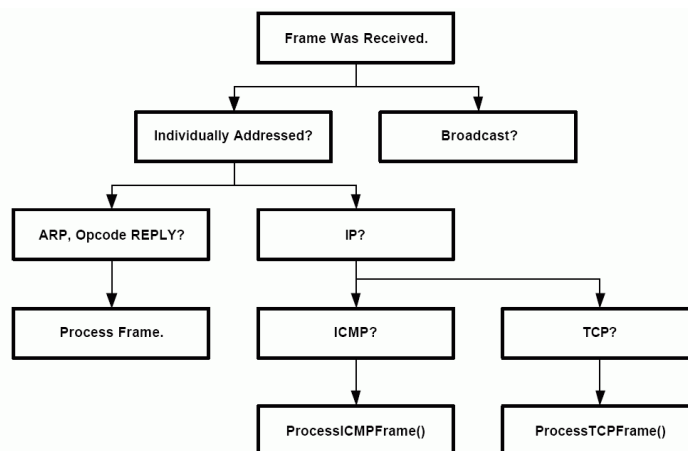 Frame Was Received.
Individually Addressed?
Broadcast?
ARP, Opcode REPLY?
IP?
Process Frame.
ICMP?
TCP?
ProcessICMPFrame()
ProcessTCPFrame()